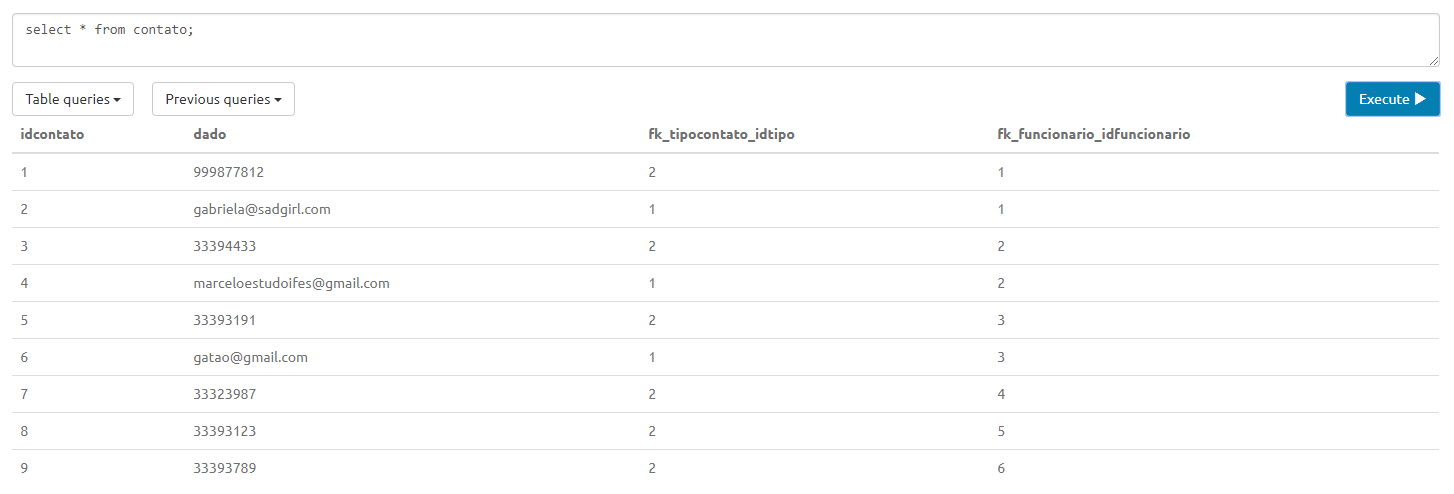 select * from contato;
Table queries Previous queries Execute
idcontato dado fk_tipocontato_idtipo fk_funcionario_idfuncionario
1 999877812 2 1
2 gabriela@sadgirl.com 1 1
3 33394433 2 2
4 marceloestudoifes@gmail.com 1 2
5 33393191 2 3
6 gatao@gmail.com 1 3
7 33323987 2 4
8 33393123 2 5
9 33393789 2 6